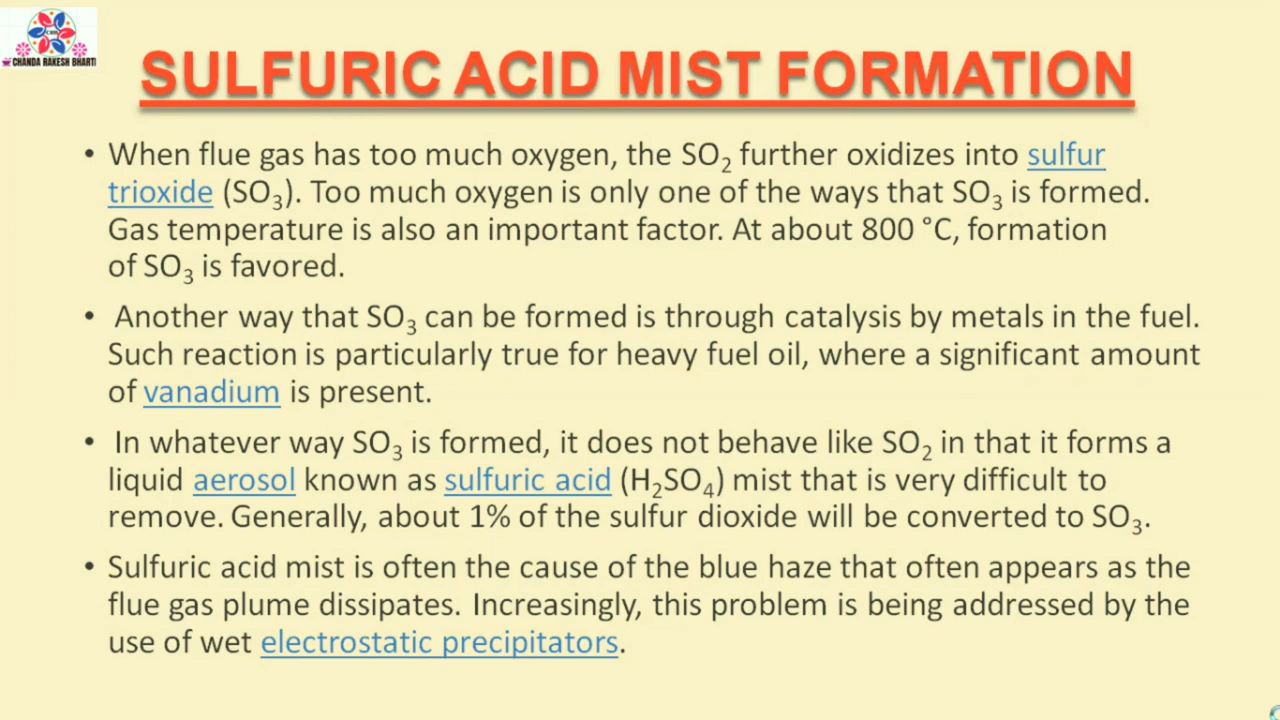 CHANDA RAKESH BHARTI
SULFURIC ACID MIST FORMATION
• When flue gas has too much oxygen, the SO₂ further oxidizes into sulfur
trioxide (SO₃). Too much oxygen is only one of the ways that SO₃ is formed.
Gas temperature is also an important factor. At about 800 °C, formation
of SO₃ is favored.
• Another way that SO₃ can be formed is through catalysis by metals in the fuel.
Such reaction is particularly true for heavy fuel oil, where a significant amount
of vanadium is present.
• In whatever way SO₃ is formed, it does not behave like SO₂ in that it forms a
liquid aerosol known as sulfuric acid (H₂SO₄) mist that is very difficult to
remove. Generally, about 1% of the sulfur dioxide will be converted to SO₃.
• Sulfuric acid mist is often the cause of the blue haze that often appears as the
flue gas plume dissipates. Increasingly, this problem is being addressed by the
use of wet electrostatic precipitators.